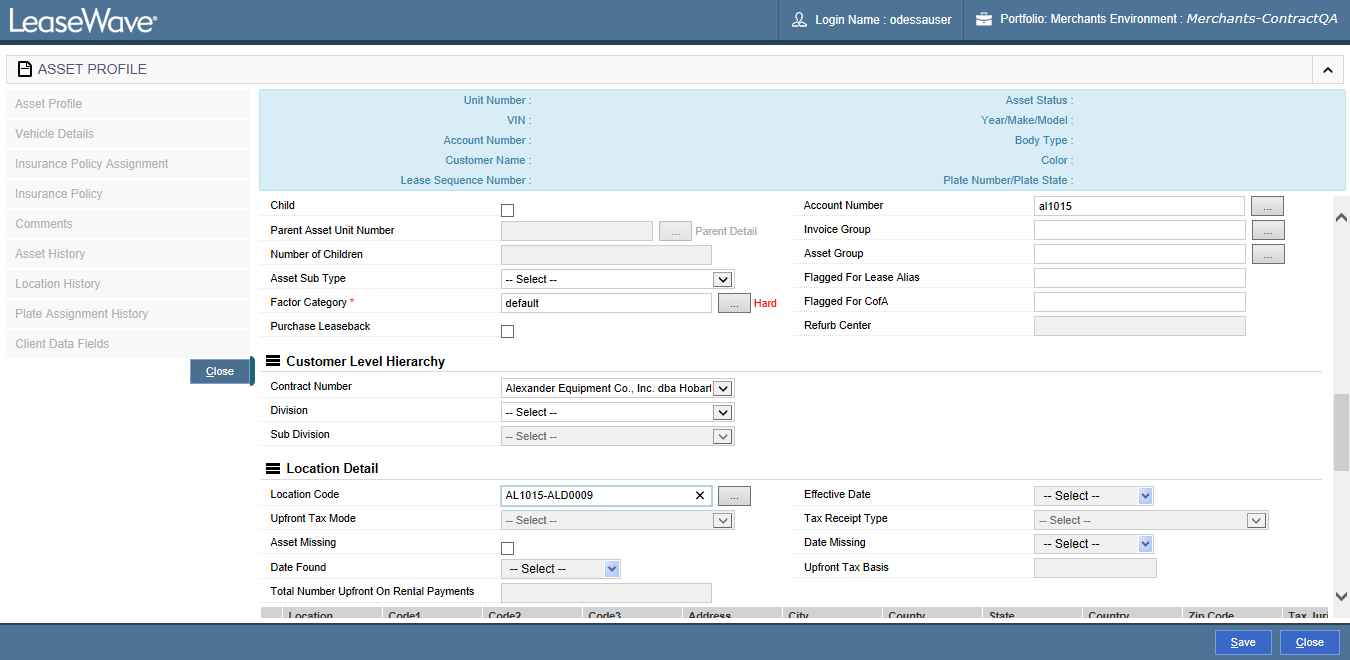 LeaseWave®
Login Name : odessauser
Portfolio: Merchants Environment : Merchants-ContractQA
ASSET PROFILE
Asset Profile
Vehicle Details
Insurance Policy Assignment
Insurance Policy
Comments
Asset History
Location History
Plate Assignment History
Client Data Fields
Close
Unit Number :
Asset Status :
VIN :
Year/Make/Model :
Account Number :
Body Type :
Customer Name :
Color :
Lease Sequence Number :
Plate Number/Plate State :
Child
Account Number al1015 ...
Parent Asset Unit Number ... Parent Detail
Invoice Group ...
Number of Children
Asset Group ...
Asset Sub Type -- Select --
Flagged For Lease Alias
Factor Category * default ... Hard
Flagged For CofA
Purchase Leaseback
Refurb Center
Customer Level Hierarchy
Contract Number Alexander Equipment Co., Inc. dba Hobart
Division -- Select --
Sub Division -- Select --
Location Detail
Location Code AL1015-ALD0009 ...
Effective Date -- Select --
Upfront Tax Mode -- Select --
Tax Receipt Type -- Select --
Asset Missing
Date Missing -- Select --
Date Found -- Select --
Upfront Tax Basis
Total Number Upfront On Rental Payments
Location Code1 Code2 Code3 Address City County State Country Zip Code Tax Juri
Save Close